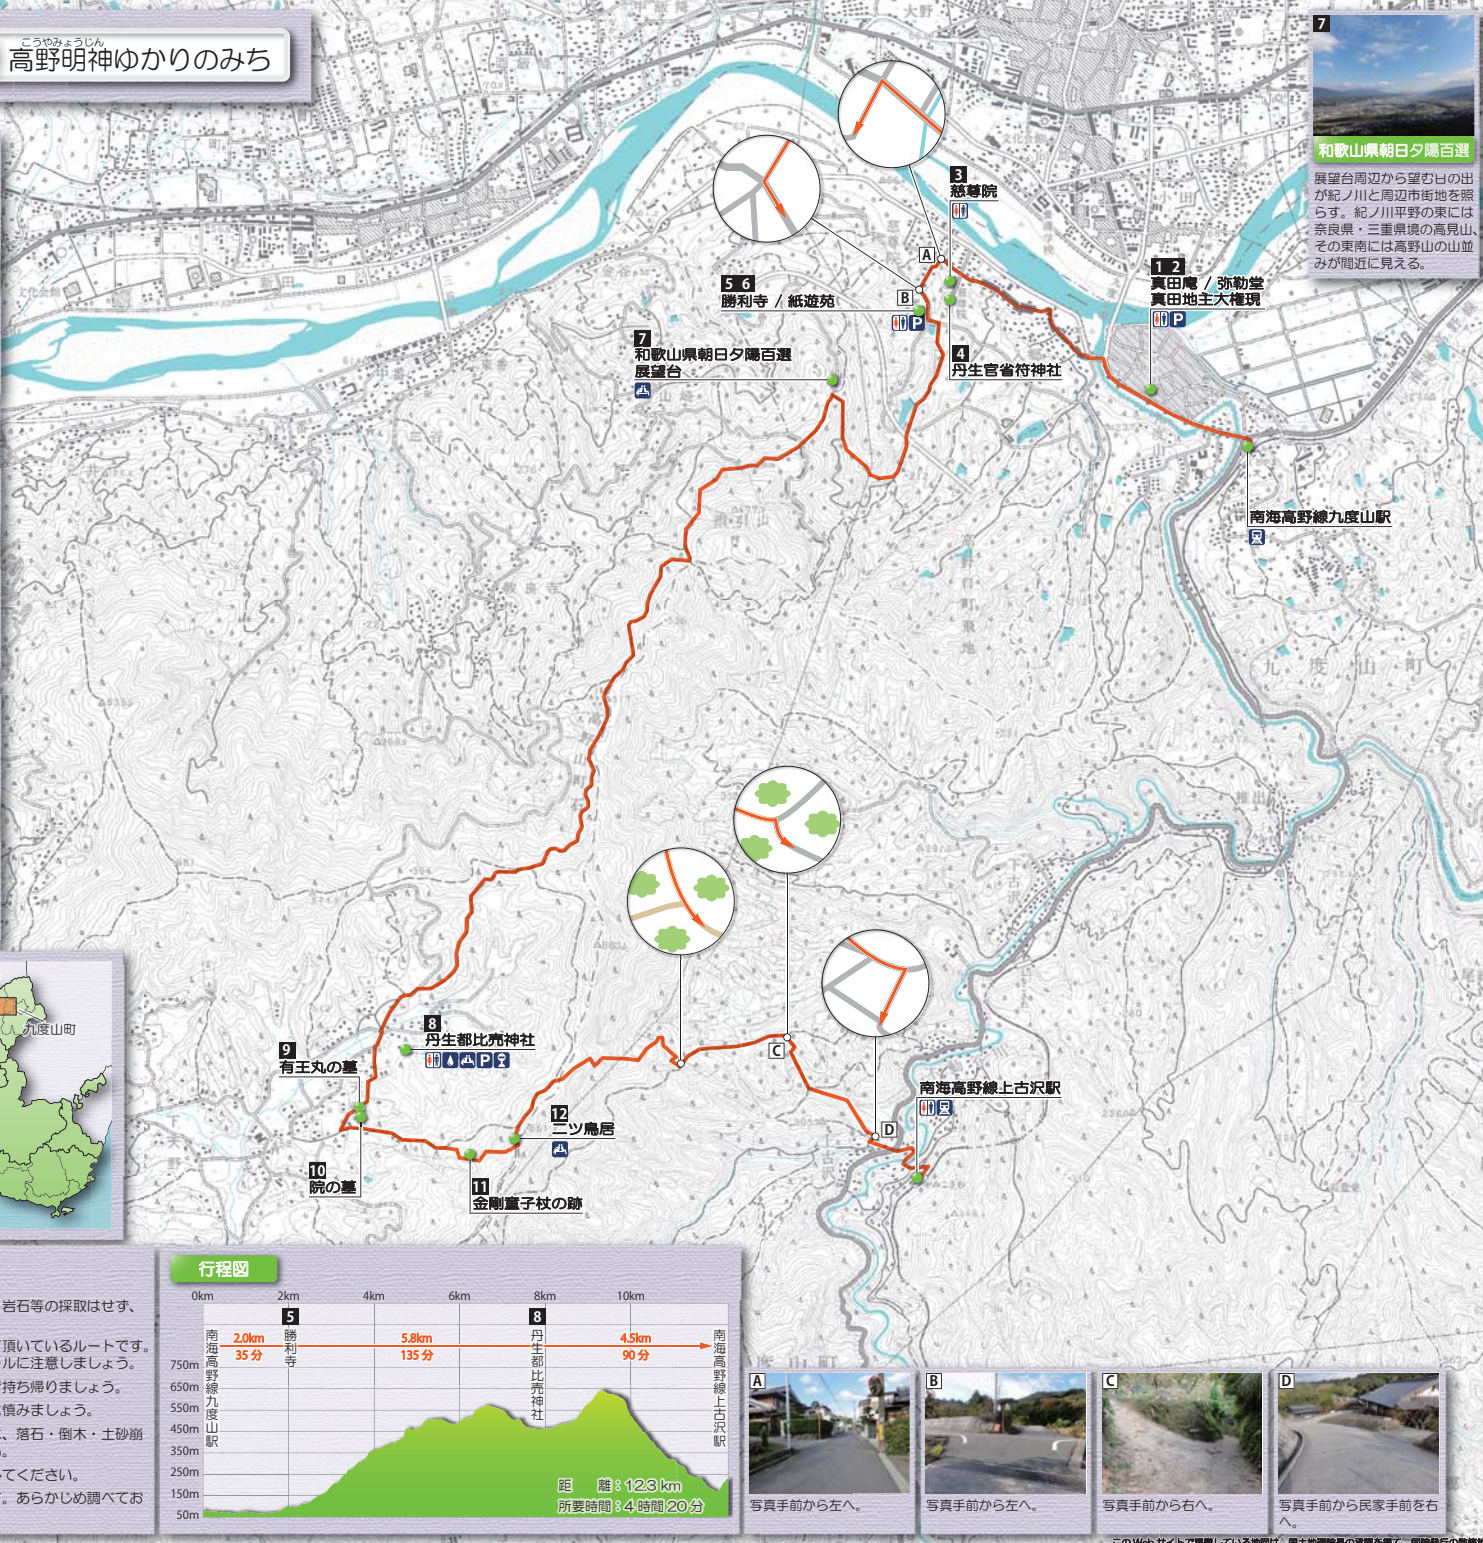 こうやみょうじん
高野明神ゆかりのみち
7
和歌山県朝日夕陽百選
展望台周辺から望む日の出
が紀ノ川と周辺市街地を照
らす。紀ノ川平野の東には
奈良県・三重県境の高見山、
その東南には高野山の山並
みが間近に見える。
3
慈尊院
A
B
1 2
真田庵 / 弥勒堂
真田地主大権現
P
5 6
勝利寺 / 紙遊苑
P
7
和歌山県朝日夕陽百選
展望台
4
丹生官省符神社
南海高野線九度山駅
九度山町
8
丹生都比売神社
P
9
有王丸の墓
10
院の墓
11
金剛童子杖の跡
12
二ツ鳥居
C
D
南海高野線上古沢駅
九度山町
岩石等の採取はせず、
頂いているルートです。
ルに注意しましょう。
持ち帰りましょう。
慎みましょう。
、落石・倒木・土砂崩
てください。
。あらかじめ調べてお
行程図
0km 2km 4km 6km 8km 10km
南海高野線九度山駅
2.0km
35 分
5
勝利寺
5.8km
135 分
8
丹生都比売神社
4.5km
90 分
南海高野線上古沢駅
750m
650m
550m
450m
350m
250m
150m
50m
距 離:12.3 km
所要時間:4 時間 20 分
A
写真手前から左へ。
B
写真手前から左へ。
C
写真手前から右へ。
D
写真手前から民家手前を右
へ。